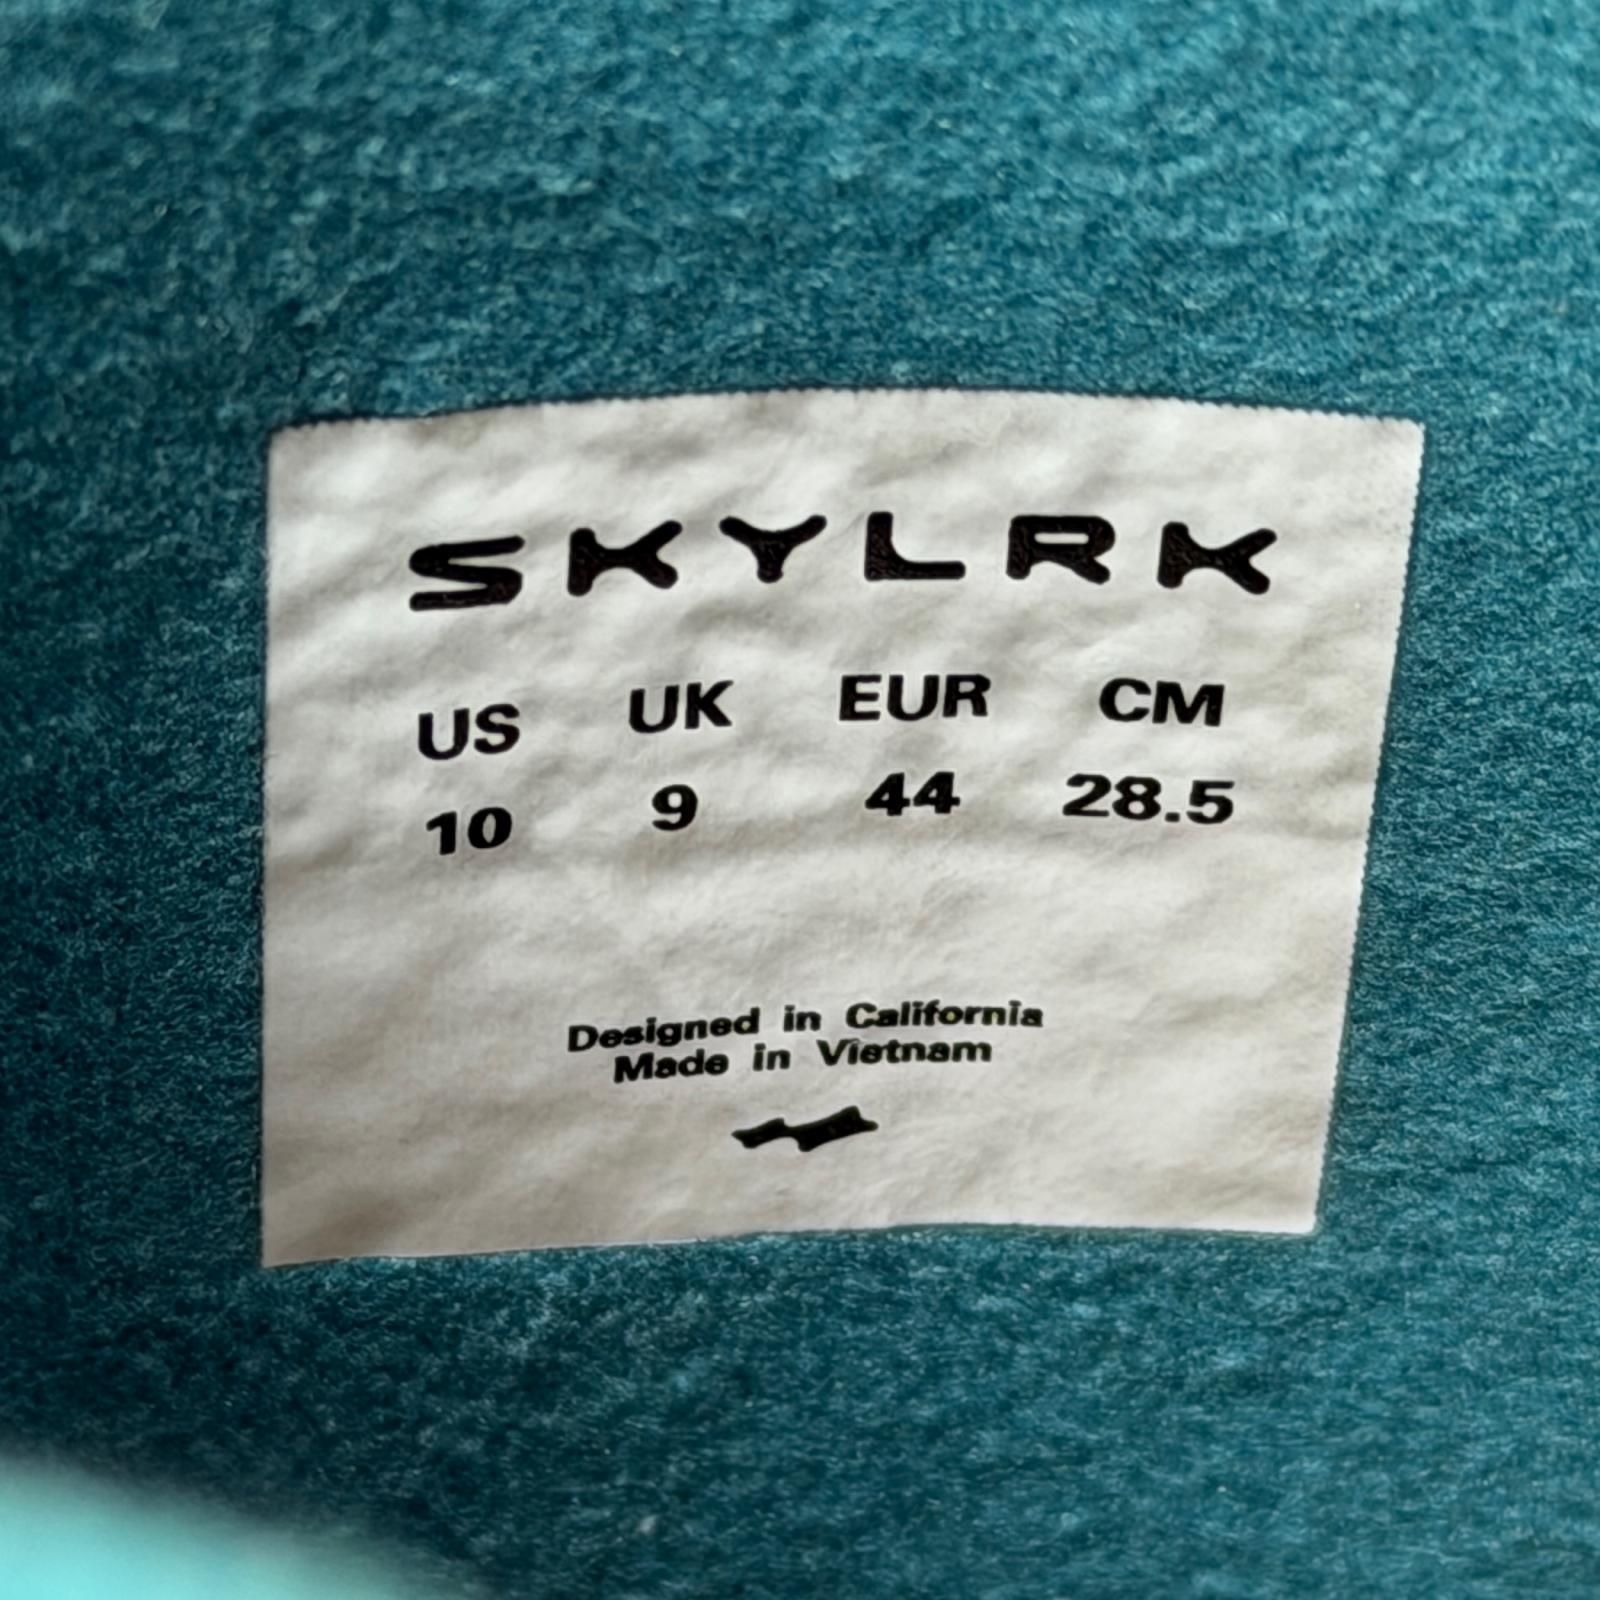 SKYLRK
US UK EUR CM
10 9 44 28.5
Designed in California
Made in Vietnam